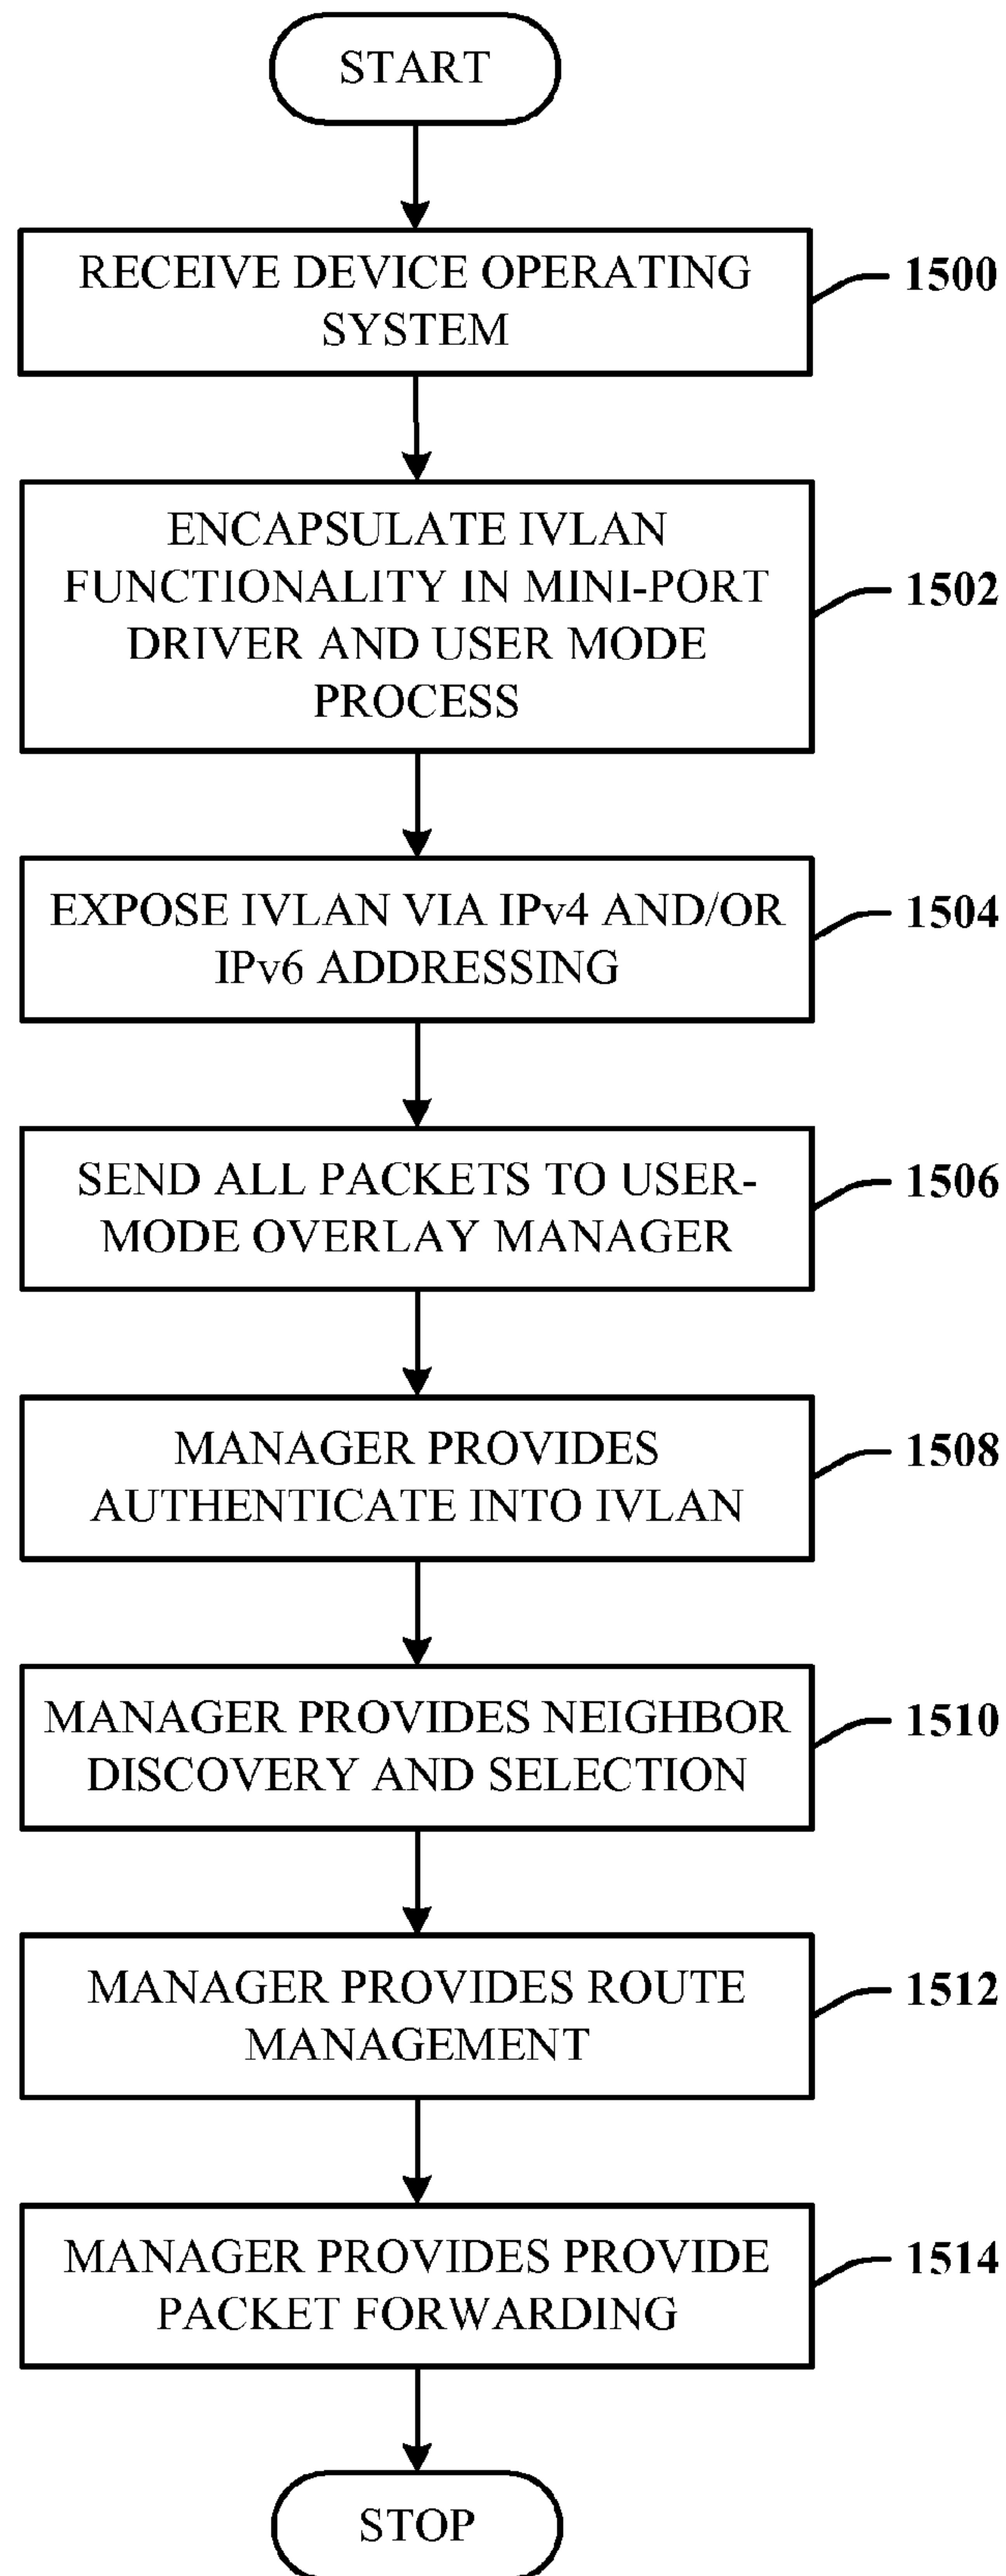 START
RECEIVE DEVICE OPERATING
SYSTEM
1500
ENCAPSULATE IVLAN
FUNCTIONALITY IN MINI-PORT
DRIVER AND USER MODE
PROCESS
1502
EXPOSE IVLAN VIA IPv4 AND/OR
IPv6 ADDRESSING
1504
SEND ALL PACKETS TO USER-
MODE OVERLAY MANAGER
1506
MANAGER PROVIDES
AUTHENTICATE INTO IVLAN
1508
MANAGER PROVIDES NEIGHBOR
DISCOVERY AND SELECTION
1510
MANAGER PROVIDES ROUTE
MANAGEMENT
1512
MANAGER PROVIDES PROVIDE
PACKET FORWARDING
1514
STOP